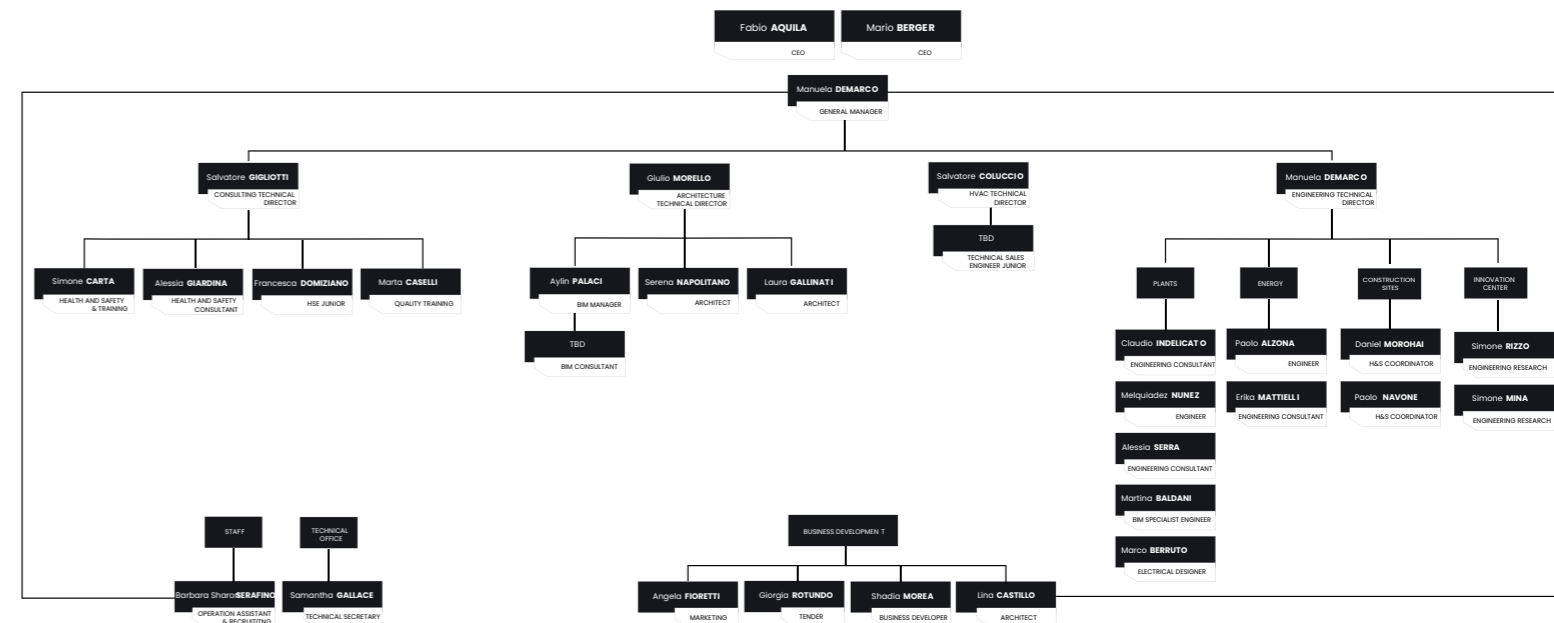 Fabio AQUILA
CEO
Mario BERGER
CEO
Manuela DEMARCO
GENERAL MANAGER
Salvatore GIGLIOTTI
CONSULTING TECHNICAL
DIRECTOR
Giulio MORELLO
ARCHITECTURE
TECHNICAL DIRECTOR
Salvatore COLUCCIO
HVAC TECHNICAL
DIRECTOR
Manuela DEMARCO
ENGINEERING TECHNICAL
DIRECTOR
TBD
TECHNICAL SALES
ENGINEER JUNIOR
Simone CARTA
HEALTH AND SAFETY
& TRAINING
Alessia GIARDINA
HEALTH AND SAFETY
CONSULTANT
Francesca DOMIZIANO
HSE JUNIOR
Marta CASELLI
QUALITY TRAINING
Aylin PALACI
BIM MANAGER
Serena NAPOLITANO
ARCHITECT
Laura GALLINATI
ARCHITECT
TBD
BIM CONSULTANT
PLANTS
ENERGY
CONSTRUCTION
SITES
INNOVATION
CENTER
Claudio INDELICATO
ENGINEERING CONSULTANT
Paolo ALZONA
ENGINEER
Daniel MOROHAI
H&S COORDINATOR
Simone RIZZO
ENGINEERING RESEARCH
Melquiadez NUNEZ
ENGINEER
Erika MATTIELLI
ENGINEERING CONSULTANT
Paolo NAVONE
H&S COORDINATOR
Simone MINA
ENGINEERING RESEARCH
Alessia SERRA
ENGINEERING CONSULTANT
Martina BALDANI
BIM SPECIALIST ENGINEER
Marco BERRUTO
ELECTRICAL DESIGNER
STAFF
TECHNICAL
OFFICE
BUSINESS DEVELOPMEN T
Barbara Sharon SERAFINO
OPERATION ASSISTANT
& RECRUITITNG
Samantha GALLACE
TECHNICAL SECRETARY
Angela FIORETTI
MARKETING
Giorgia ROTUNDO
TENDER
Shadia MOREA
BUSINESS DEVELOPER
Lina CASTILLO
ARCHITECT